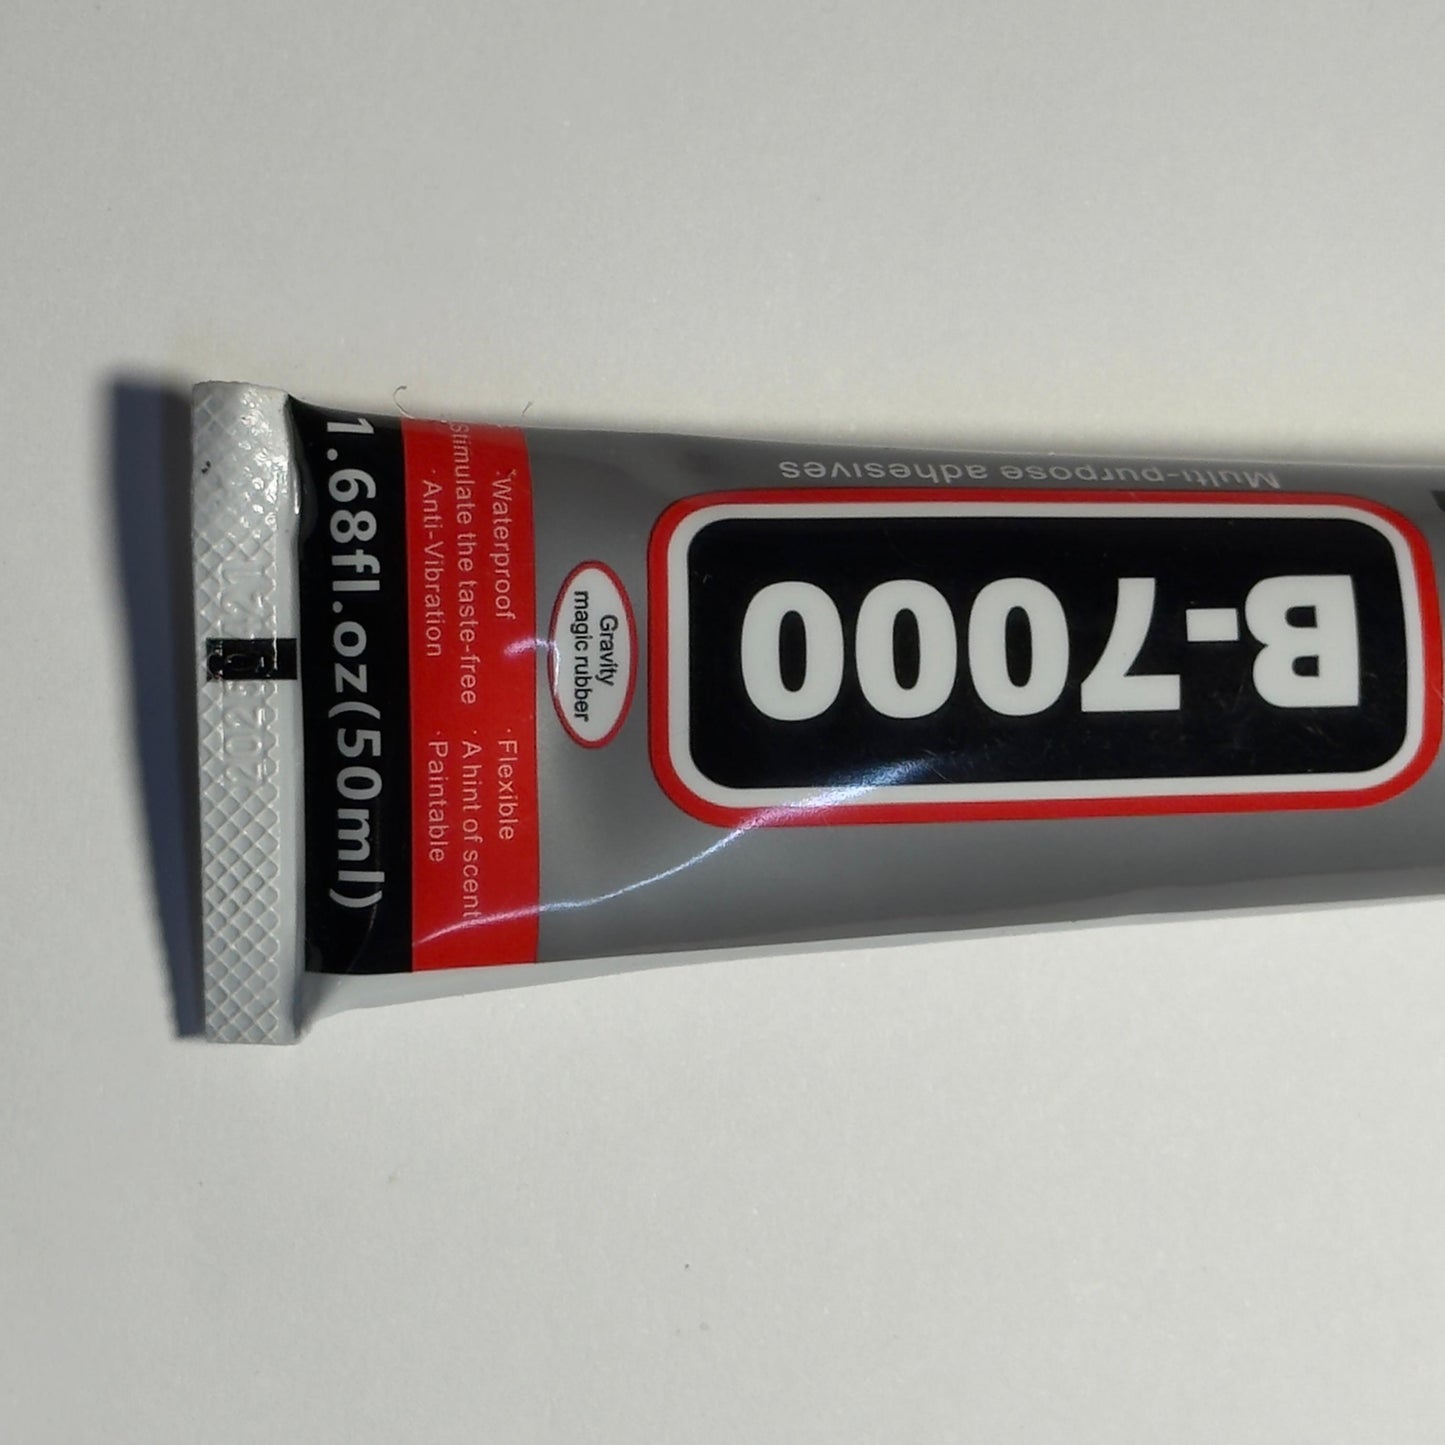 Multi-purpose adhesives
B-7000
Gravity
magic rubber
·Waterproof ·Flexible
Stimulate the taste-free ·A hint of scent
·Anti-Vibration ·Paintable
1.68fl.oz(50ml)